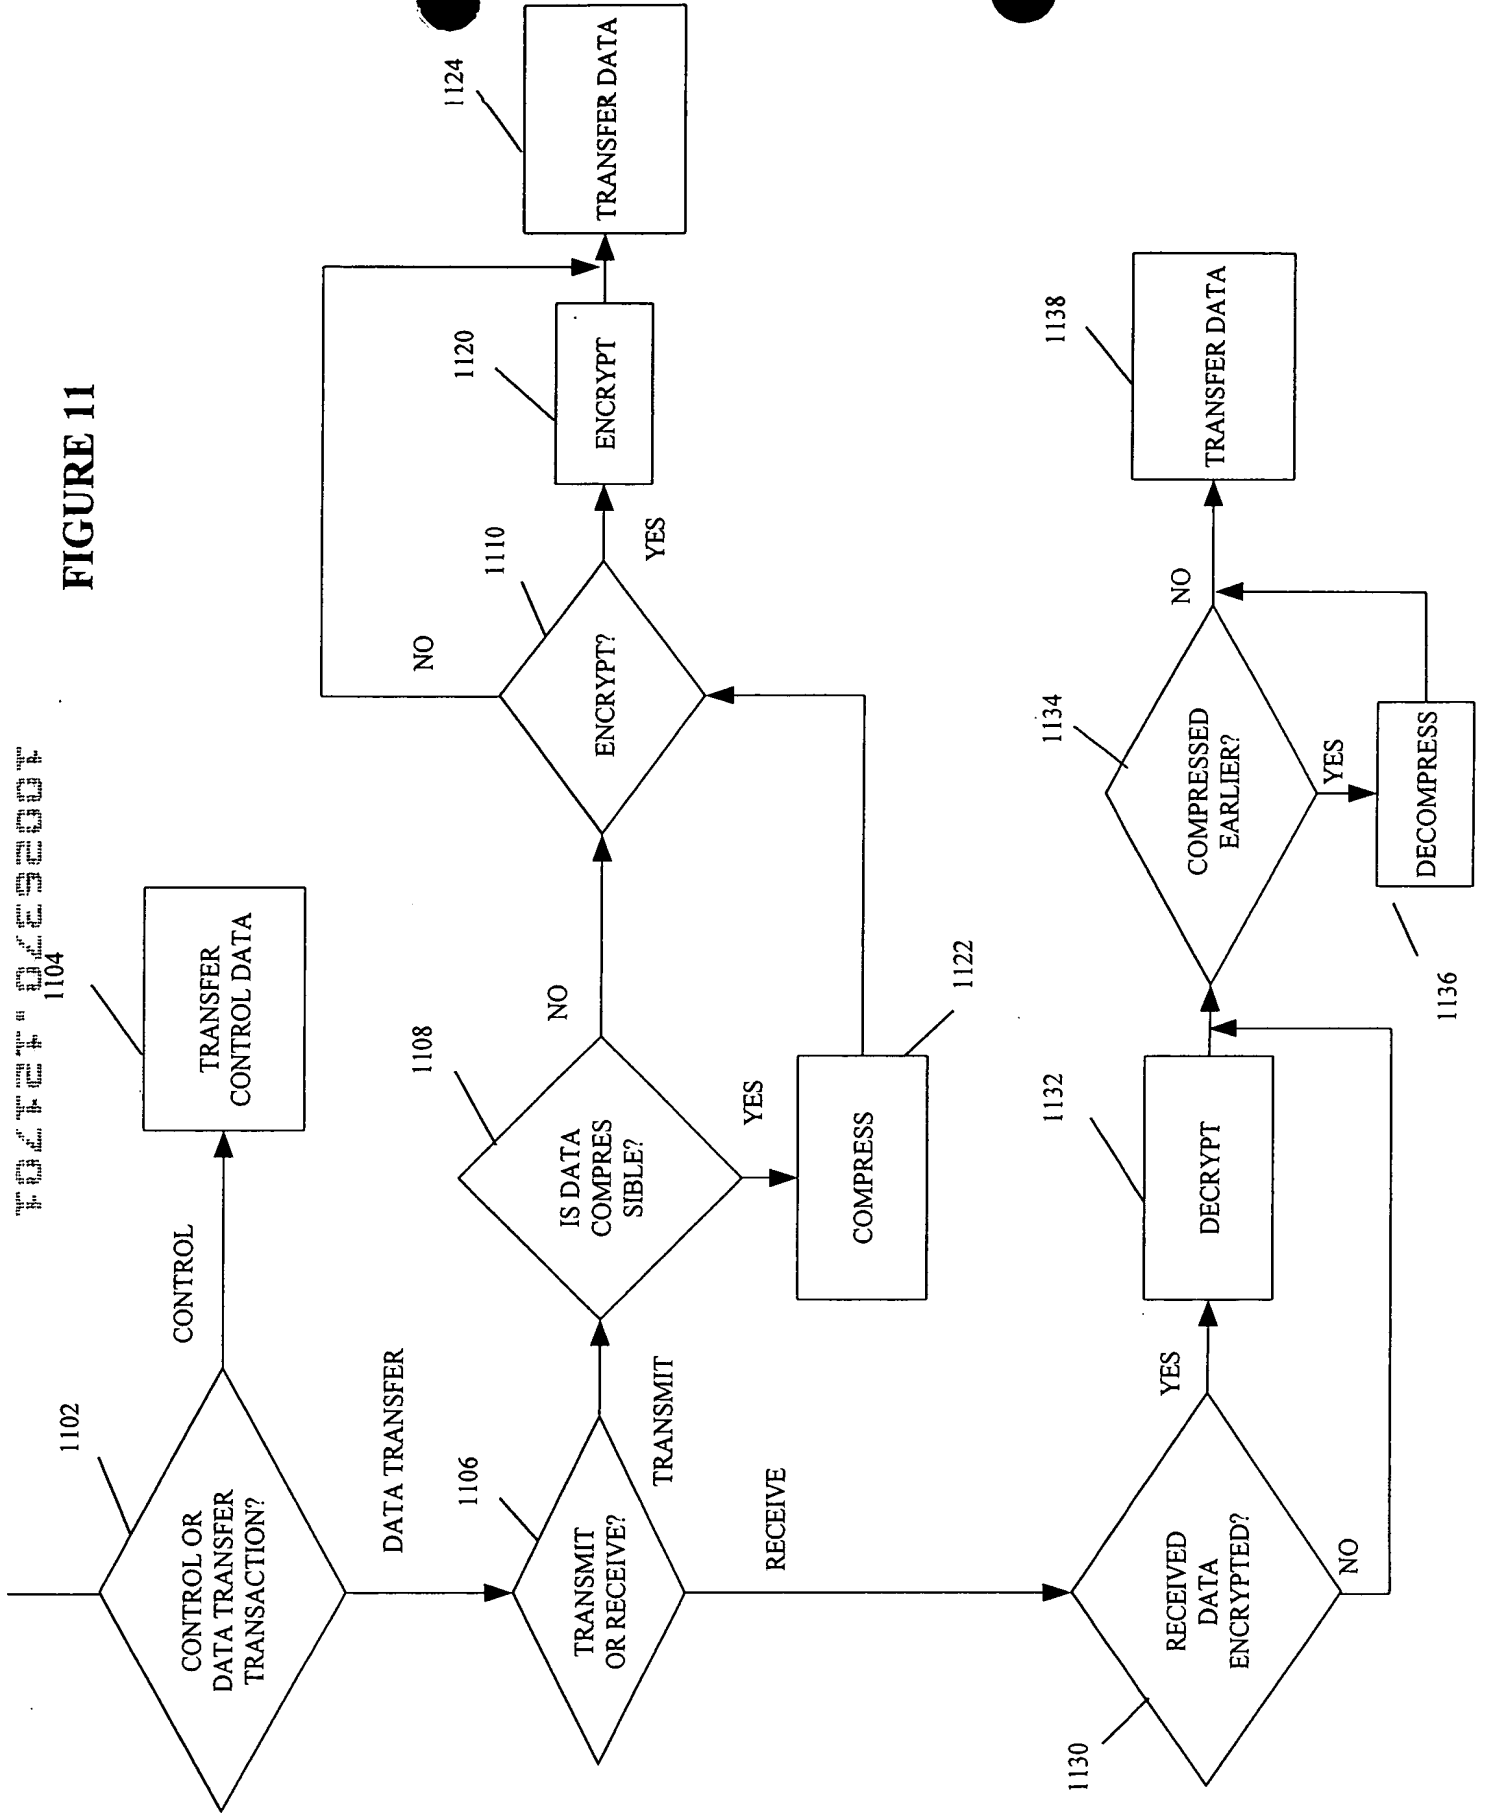 FIGURE 11
1102
CONTROL OR
DATA TRANSFER
TRANSACTION?
CONTROL
1104
TRANSFER
CONTROL DATA
DATA TRANSFER
1106
TRANSMIT
OR RECEIVE?
TRANSMIT
1108
IS DATA
COMPRES
SIBLE?
NO
YES
COMPRESS
1122
1110
ENCRYPT?
NO
YES
1120
ENCRYPT
1124
TRANSFER DATA
RECEIVE
1130
RECEIVED
DATA
ENCRYPTED?
YES
NO
1132
DECRYPT
1134
COMPRESSED
EARLIER?
NO
YES
DECOMPRESS
1136
1138
TRANSFER DATA